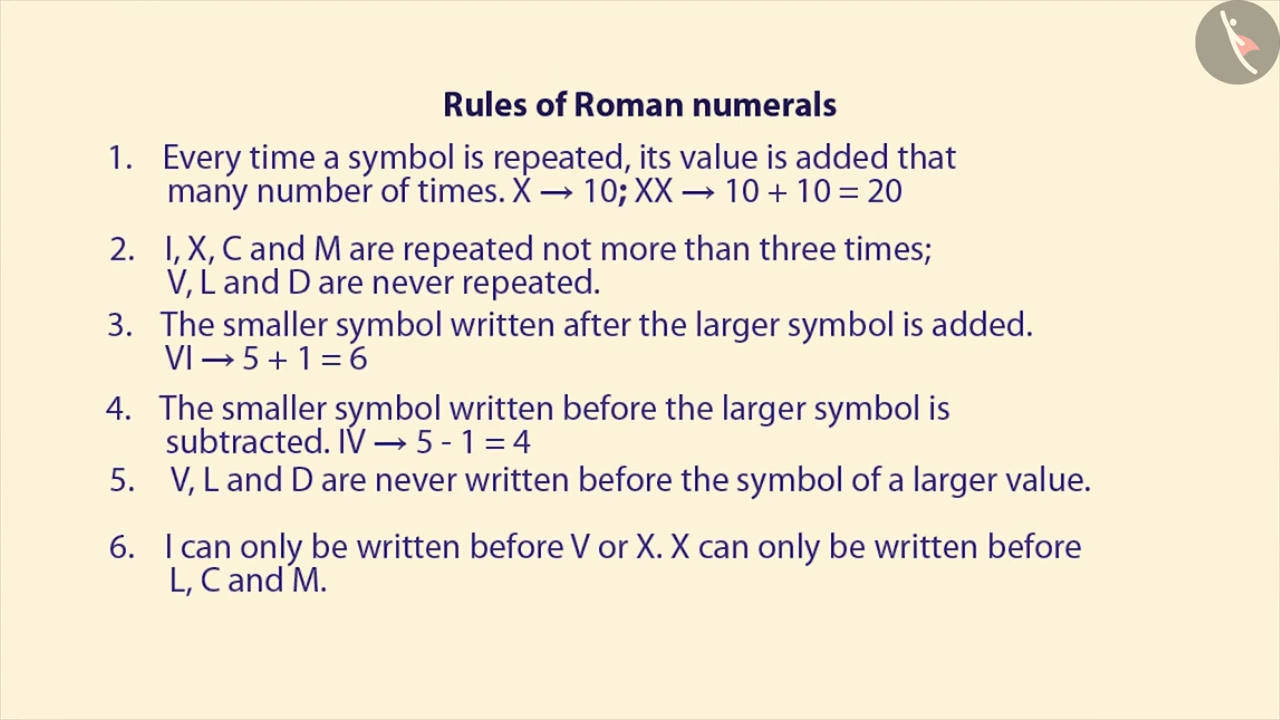 Rules of Roman numerals
1. Every time a symbol is repeated, its value is added that
many number of times. X → 10; XX → 10 + 10 = 20
2. I, X, C and M are repeated not more than three times;
V, L and D are never repeated.
3. The smaller symbol written after the larger symbol is added.
VI → 5 + 1 = 6
4. The smaller symbol written before the larger symbol is
subtracted. IV → 5 - 1 = 4
5. V, L and D are never written before the symbol of a larger value.
6. I can only be written before V or X. X can only be written before
L, C and M.